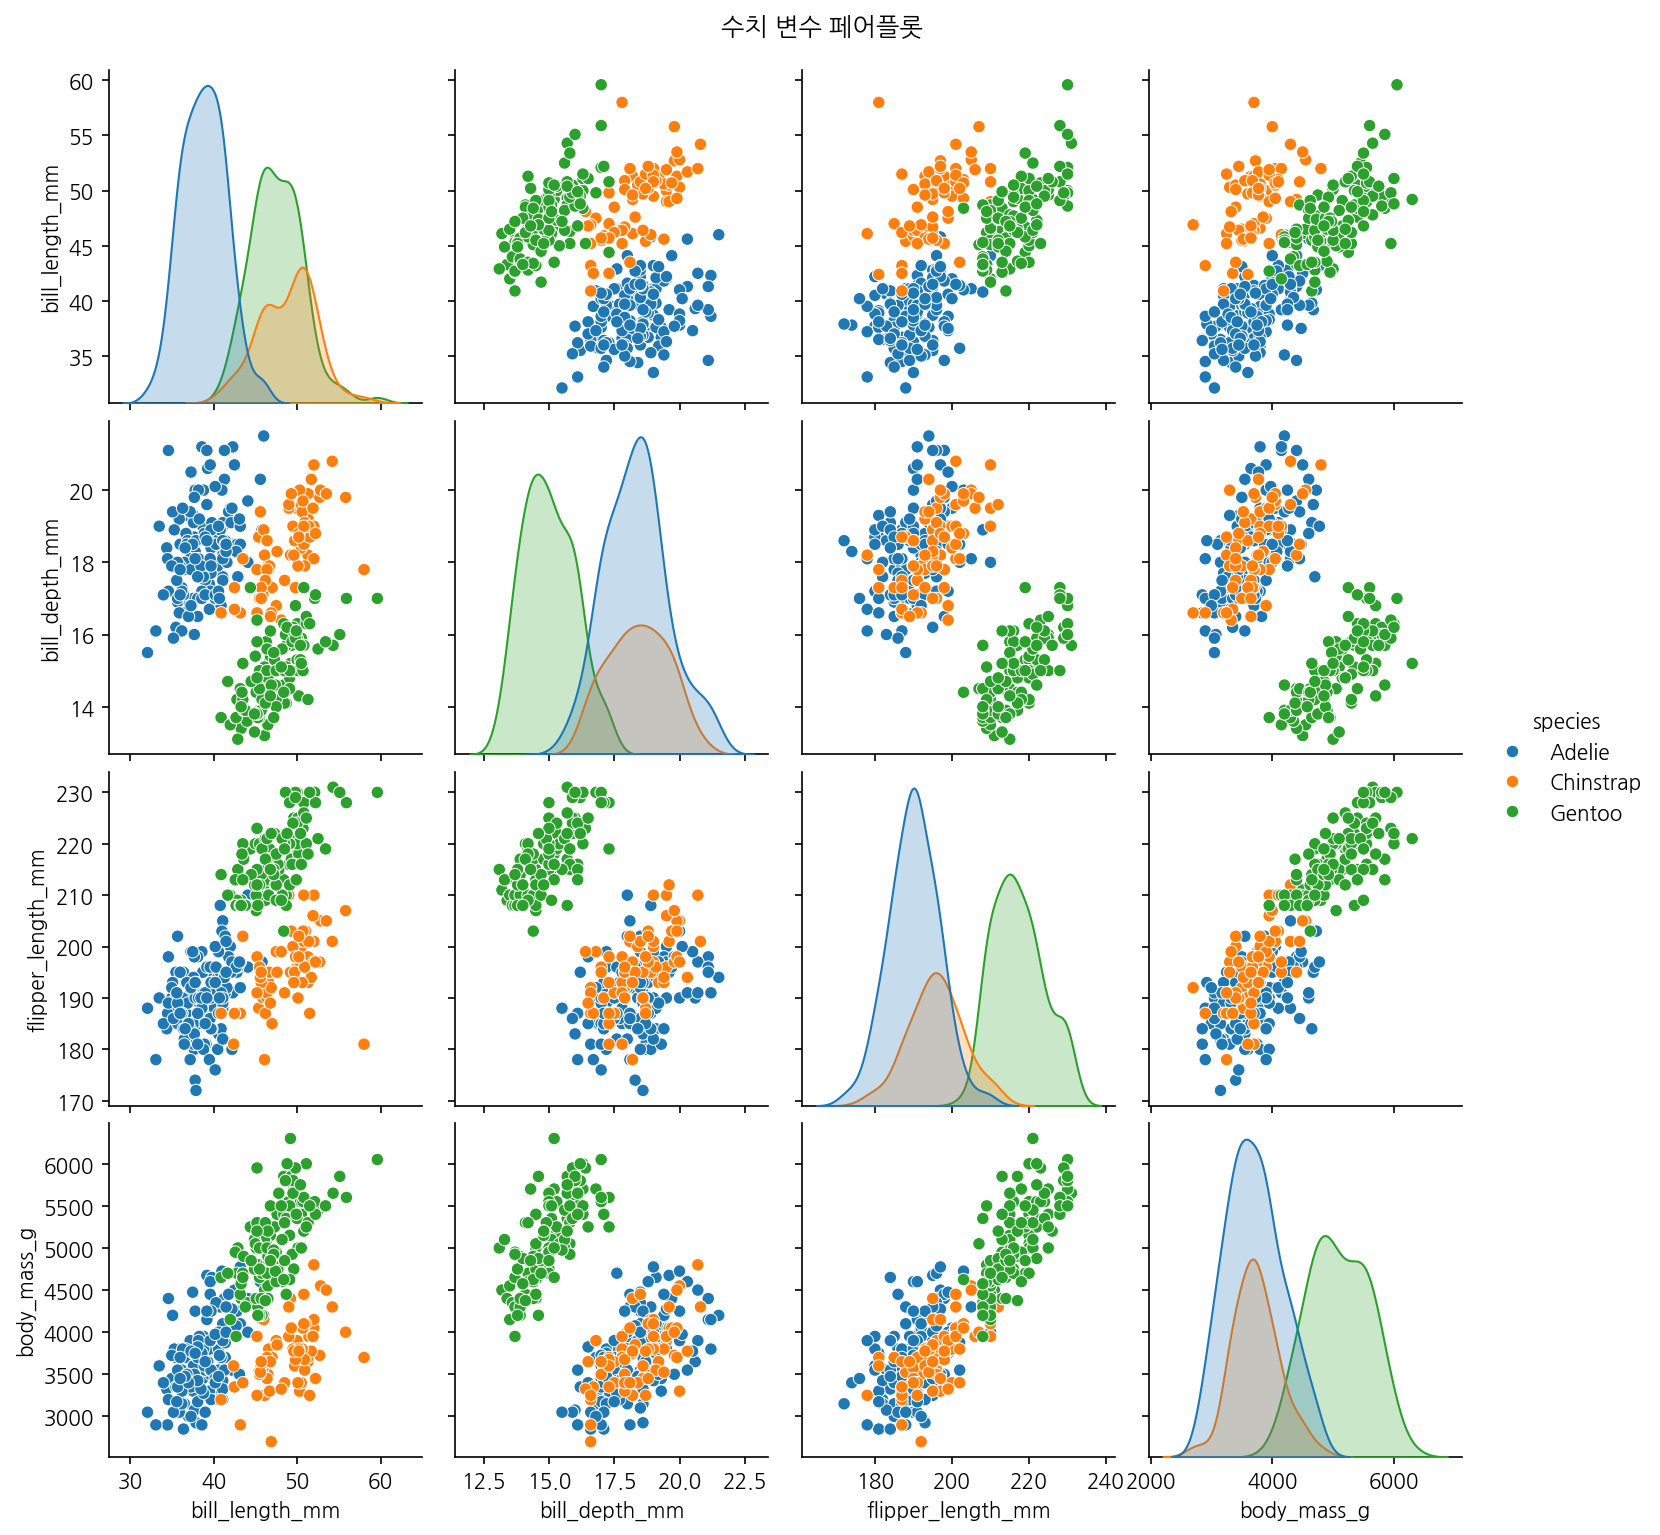 수치 변수 페어플롯
60
55
50
45
40
35
bill_length_mm
20
18
16
14
bill_depth_mm
species
Adelie
Chinstrap
Gentoo
230
220
210
200
190
180
170
flipper_length_mm
6000
5500
5000
4500
4000
3500
3000
body_mass_g
30 40 50 60
12.5 15.0 17.5 20.0 22.5
180 200 220 240
2000 4000 6000
bill_length_mm
bill_depth_mm
flipper_length_mm
body_mass_g